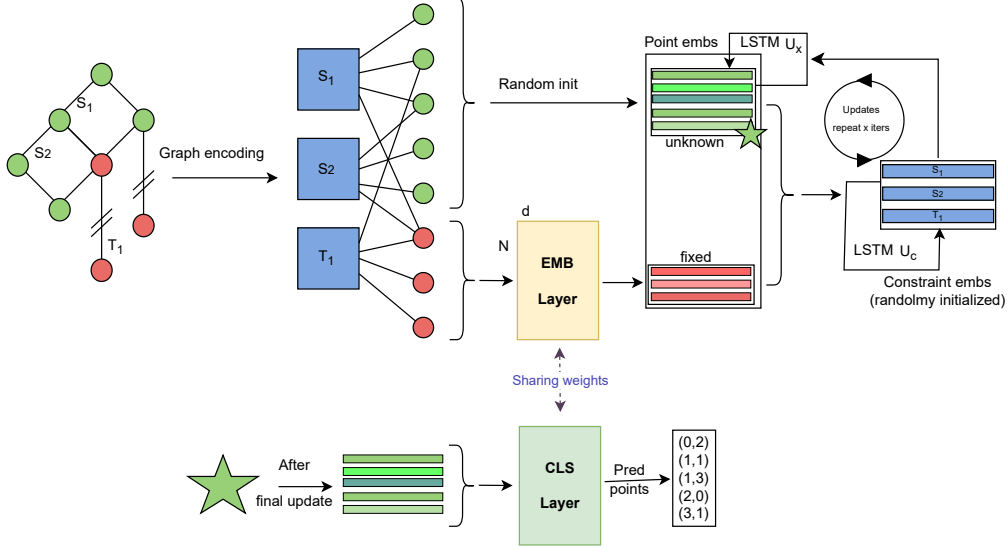 S1
S2
T1
Graph encoding
S1
S2
T1
Random init
N
d
EMB
Layer
Point embs
LSTM Ux
unknown
fixed
Updates
repeat x iters
S1
S2
T1
LSTM Uc
Constraint embs
(randolmy initialized)
Sharing weights
After
final update
CLS
Layer
Pred
points
(0,2)
(1,1)
(1,3)
(2,0)
(3,1)